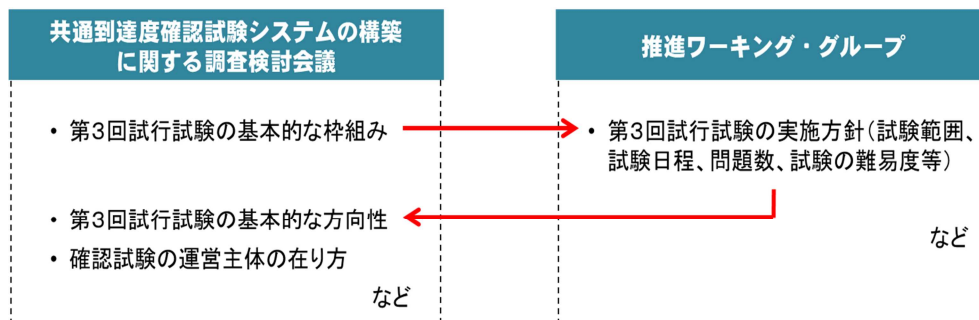 共通到達度確認試験システムの構築
に関する調査検討会議
・ 第3回試行試験の基本的な枠組み
・ 第3回試行試験の基本的な方向性
・ 確認試験の運営主体の在り方
など
推進ワーキング・グループ
・ 第3回試行試験の実施方針(試験範囲、
試験日程、問題数、試験の難易度等)
など